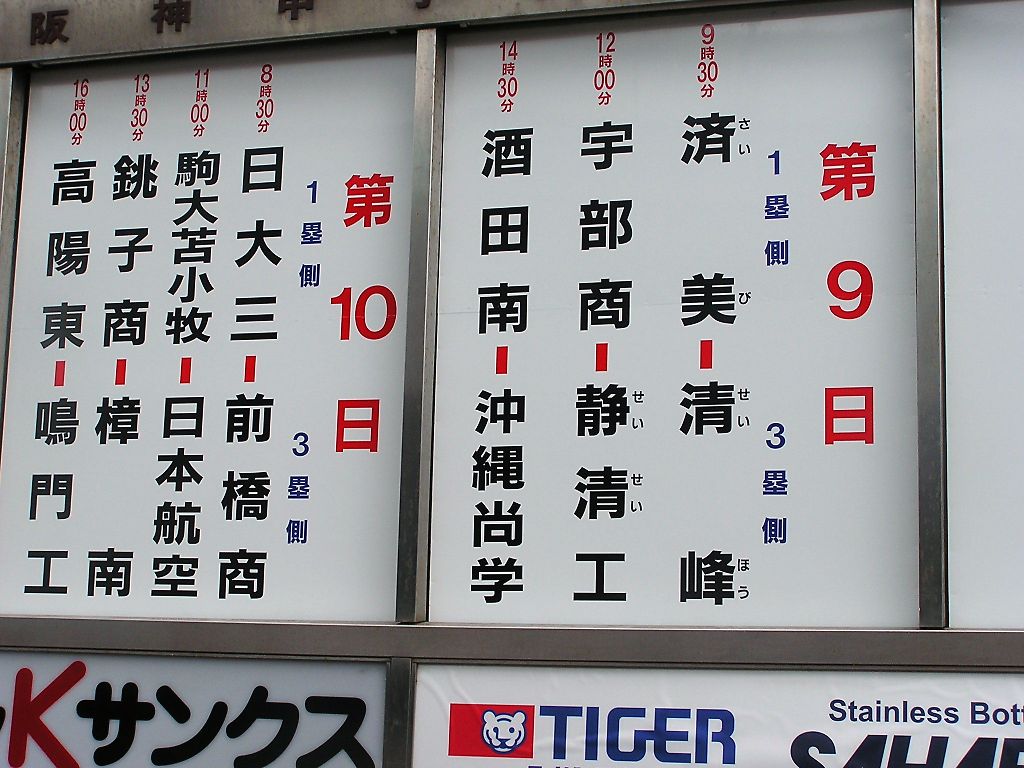 阪神甲
第9日
1塁側
3塁側
9時30分
済美 - 清峰
さい
び
せい
ほう
12時00分
宇部商 - 静清工
せい
せい
14時30分
酒田南 - 沖縄尚学
第10日
1塁側
3塁側
8時30分
日大三 - 前橋商
11時00分
駒大苫小牧 - 日本航空
13時30分
銚子商 - 樟南
16時00分
高陽東 - 鳴門工
Kサンクス
TIGER
Stainless Bott
SAHAR